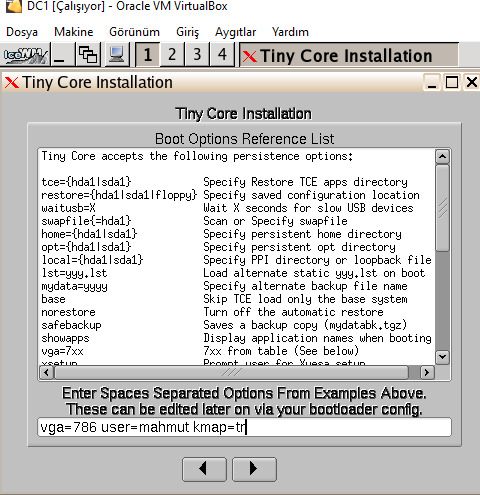 DC1 [Çalışıyor] - Oracle VM VirtualBox
Dosya Makine Görünüm Giriş Aygıtlar Yardım
IceWM 1 2 3 4 Tiny Core Installation
Tiny Core Installation
Tiny Core Installation
Boot Options Reference List
Tiny Core accepts the following persistence options:
tce={hda1|sda1} Specify Restore TCE apps directory
restore={hda1|sda1|floppy} Specify saved configuration location
waitusb=X Wait X seconds for slow USB devices
swapfile{=hda1} Scan or Specify swapfile
home={hda1|sda1} Specify persistent home directory
opt={hda1|sda1} Specify persistent opt directory
local={hda1|sda1} Specify PPI directory or loopback file
lst=yyy.lst Load alternate static yyy.lst on boot
mydata=yyyy Specify alternate backup file name
base Skip TCE load only the base system
norestore Turn off the automatic restore
safebackup Saves a backup copy (mydatabk.tgz)
showapps Display application names when booting
vga=7xx 7xx from table (See below)
xsetup Prompt user for Xvesa setup
Enter Spaces Separated Options From Examples Above.
These can be edited later on via your bootloader config.
vga=786 user=mahmut kmap=tr